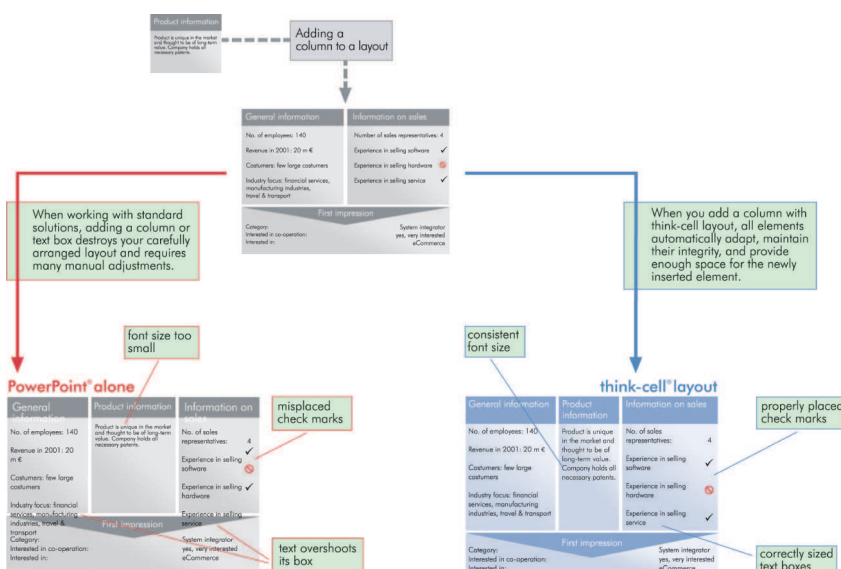 Product information
Product is unique in the market
and thought to be of long-term
value. Company holds all
necessary patents.
Adding a
column to a layout
General information
No. of employees: 140
Revenue in 2001: 20 m €
Costumers: few large costumers
Industry focus: financial services,
manufacturing industries,
travel & transport
Information on sales
Number of sales representatives: 4
Experience in selling software ✓
Experience in selling hardware
Experience in selling service ✓
First impression
Category: System integrator
Interested in co-operation: yes, very interested
Interested in: eCommerce
When working with standard
solutions, adding a column or
text box destroys your carefully
arranged layout and requires
many manual adjustments.
When you add a column with
think-cell layout, all elements
automatically adapt, maintain
their integrity, and provide
enough space for the newly
inserted element.
font size too
small
PowerPoint® alone
General
information
No. of employees: 140
Revenue in 2001: 20
m €
Costumers: few large
costumers
Industry focus: financial
services, manufacturing
industries, travel &
transport
Product information
Product is unique in the market
and thought to be of long-term
value. Company holds all
necessary patents.
Information on
sales
No. of sales
representatives: 4
✓
Experience in selling
software
Experience in selling ✓
hardware
Experience in selling
service
First impression
Category: System integrator
Interested in co-operation: yes, very interested
Interested in: eCommerce
misplaced
check marks
text overshoots
its box
consistent
font size
think-cell® layout
General information
No. of employees: 140
Revenue in 2001: 20 m €
Costumers: few large
costumers
Industry focus: financial
services, manufacturing
industries, travel & transport
Product
information
Product is unique
in the market and
thought to be of
long-term value.
Company holds all
necessary patents.
Information on sales
No. of sales
representatives: 4
Experience in selling
software ✓
Experience in selling
hardware
Experience in selling
service ✓
First impression
Category: System integrator
Interested in co-operation: yes, very interested
Interested in: eCommerce
properly placed
check marks
correctly sized
text boxes